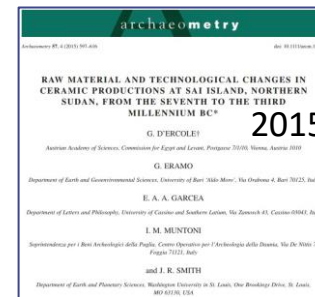 archaeometry
Archaeometry 57, 4 (2015) 597–616
RAW MATERIAL AND TECHNOLOGICAL CHANGES IN
CERAMIC PRODUCTIONS AT SAI ISLAND, NORTHERN
SUDAN, FROM THE SEVENTH TO THE THIRD
MILLENNIUM BC*
2015
G. D'ERCOLE†
Austrian Academy of Sciences, Commission for Egypt and Levant, Postgasse 7/1/10, Vienna, Austria 1010
G. ERAMO
Department of Earth and Geoenvironmental Sciences, University of Bari 'Aldo Moro', Via Orabona 4, Bari 70125,
E. A. A. GARCEA
Department of Letters and Philosophy, University of Cassino and Southern Latium, Via Zamosch 43, Cassino 03043,
I. M. MUNTONI
Soprintendenza per i Beni Archeologici della Puglia, Centro Operativo per l'Archeologia della Daunia, Via De Nittis
Foggia 71121, Italy
and J. R. SMITH
Department of Earth and Planetary Sciences, Washington University in St. Louis, One Brookings Drive, St. Louis,
MO 63130, USA